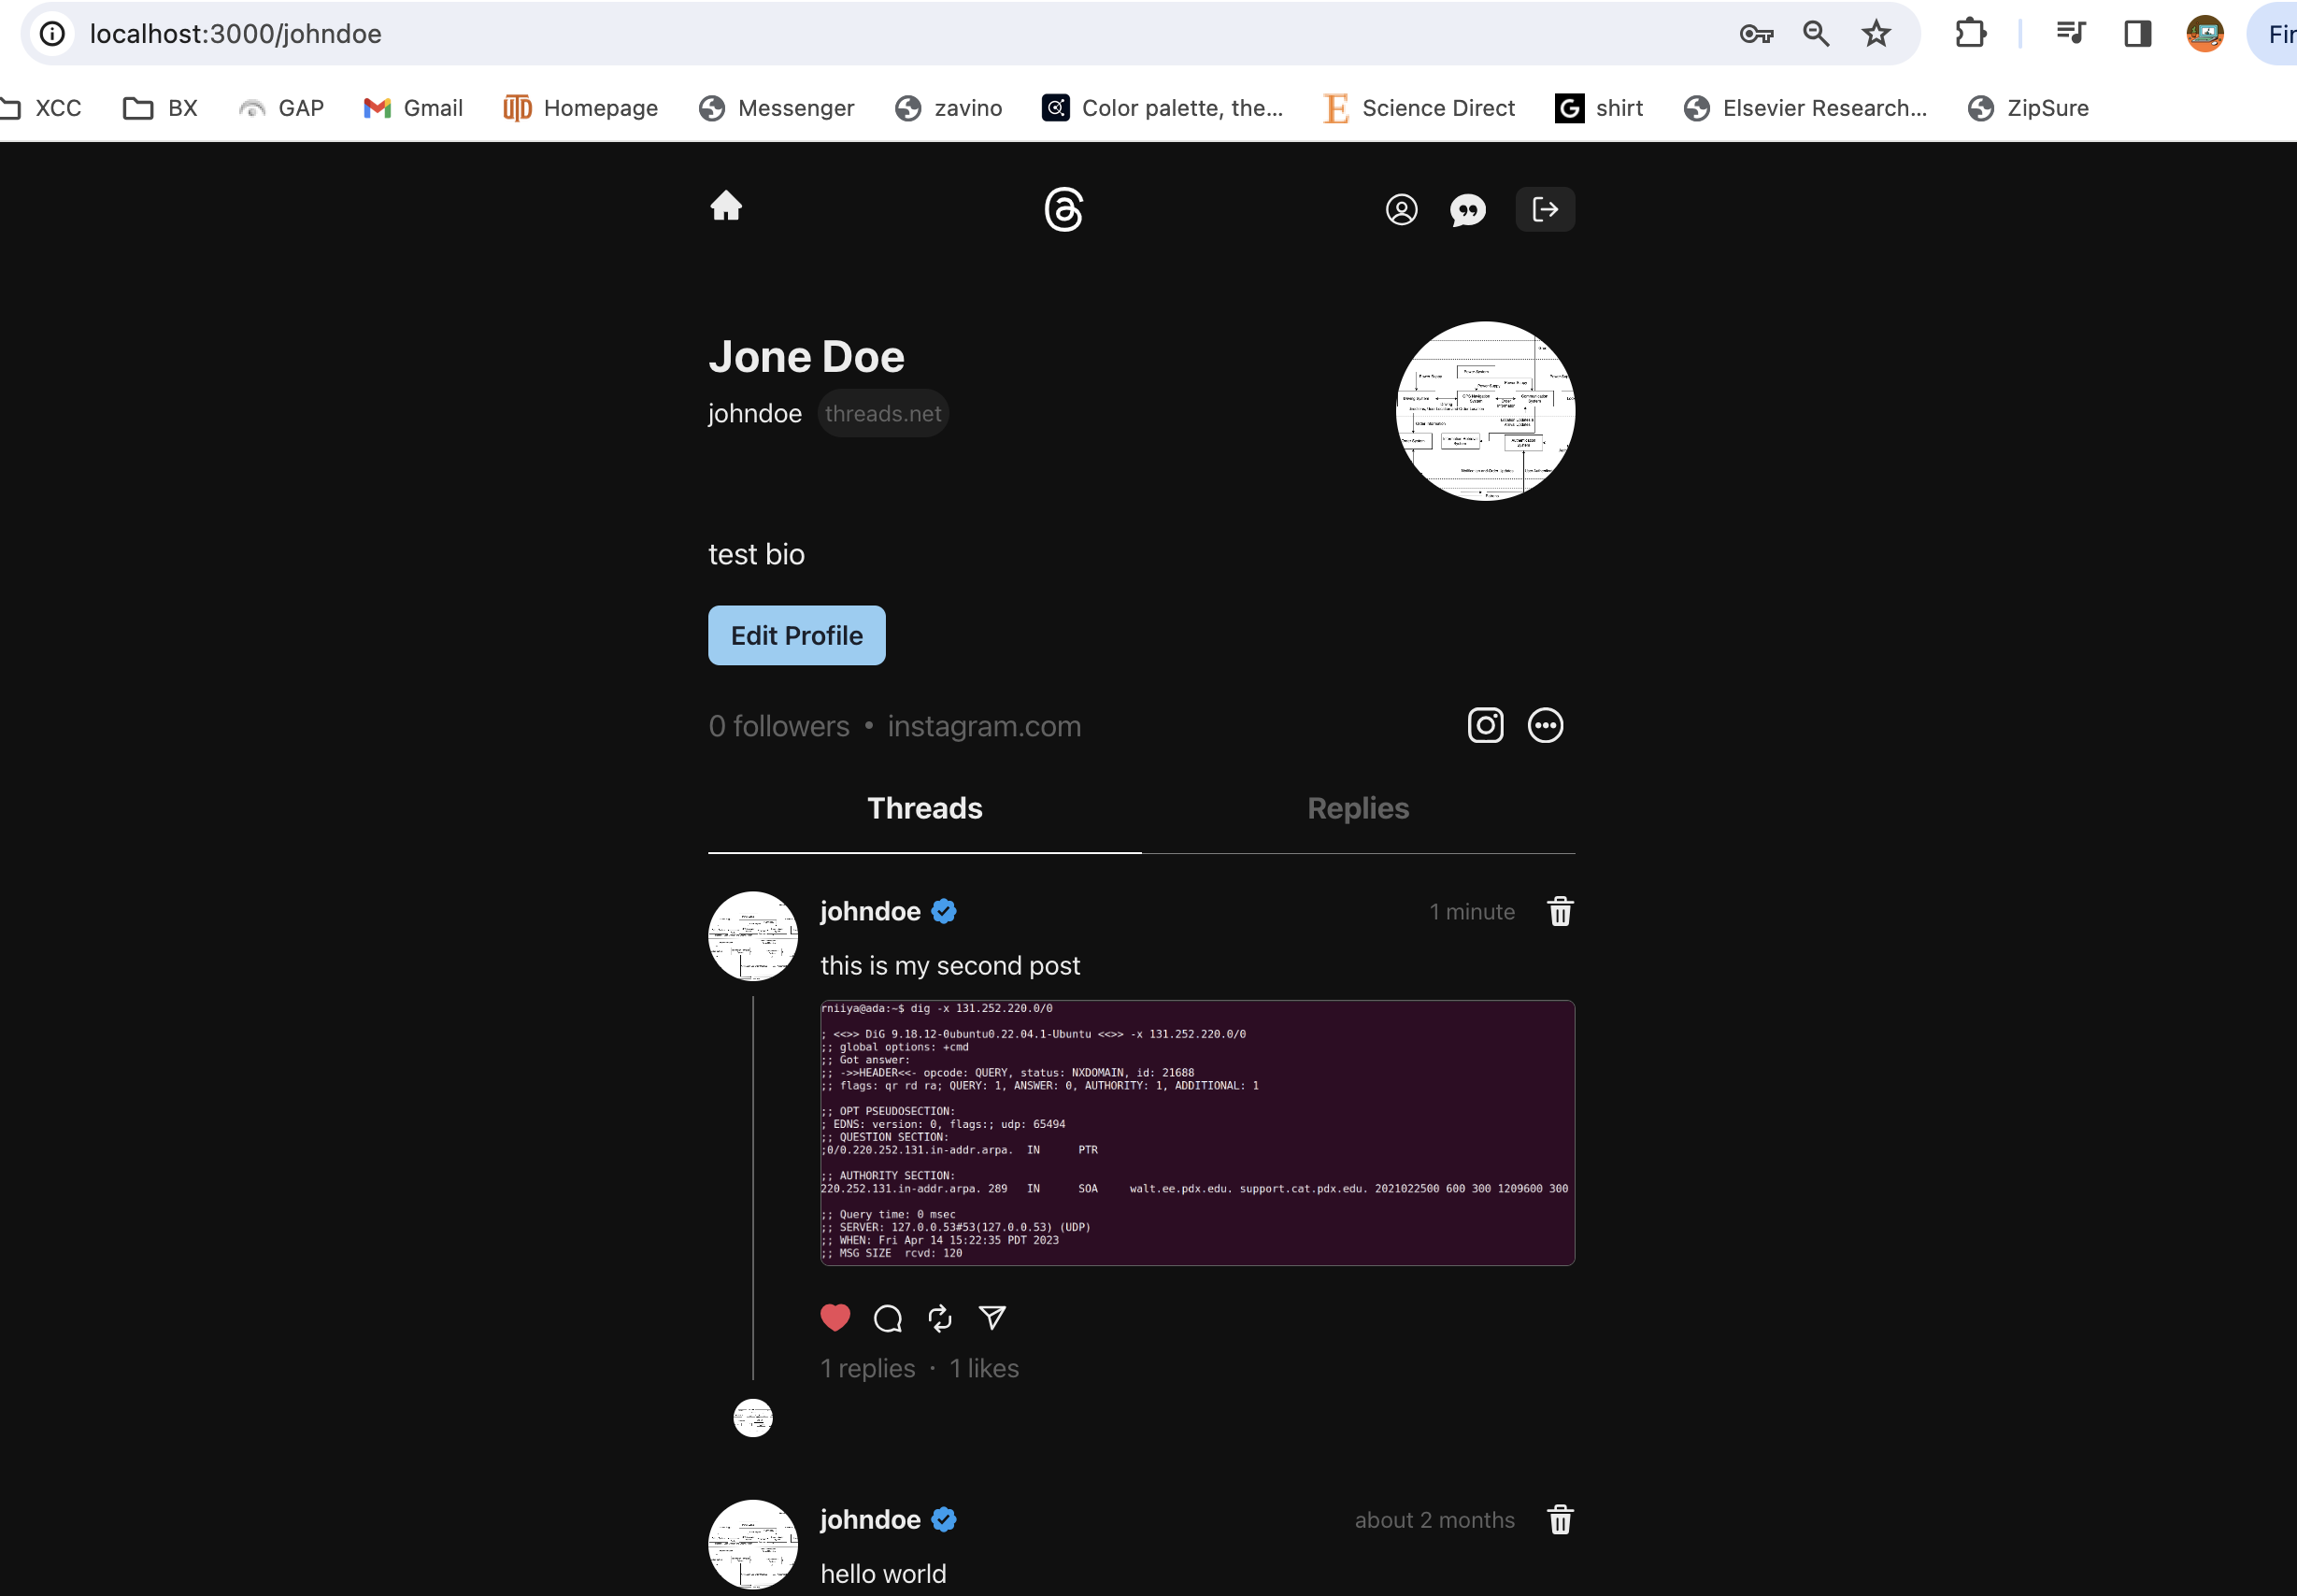 localhost:3000/johndoe
Fir
XCC BX GAP Gmail Homepage Messenger zavino Color palette, the... Science Direct shirt Elsevier Research... ZipSure
Jone Doe
johndoe threads.net
test bio
Edit Profile
0 followers • instagram.com
Threads Replies
johndoe 1 minute
this is my second post
rniiya@ada:~$ dig -x 131.252.220.0/0
; <<>> DiG 9.18.12-0ubuntu0.22.04.1-Ubuntu <<>> -x 131.252.220.0/0
;; global options: +cmd
;; Got answer:
;; ->>HEADER<<- opcode: QUERY, status: NXDOMAIN, id: 21688
;; flags: qr rd ra; QUERY: 1, ANSWER: 0, AUTHORITY: 1, ADDITIONAL: 1
;; OPT PSEUDOSECTION:
; EDNS: version: 0, flags:; udp: 65494
;; QUESTION SECTION:
;0/0.220.252.131.in-addr.arpa. IN PTR
;; AUTHORITY SECTION:
220.252.131.in-addr.arpa. 289 IN SOA walt.ee.pdx.edu. support.cat.pdx.edu. 2021022500 600 300 1209600 300
;; Query time: 0 msec
;; SERVER: 127.0.0.53#53(127.0.0.53) (UDP)
;; WHEN: Fri Apr 14 15:22:35 PDT 2023
;; MSG SIZE rcvd: 120
1 replies · 1 likes
johndoe about 2 months
hello world